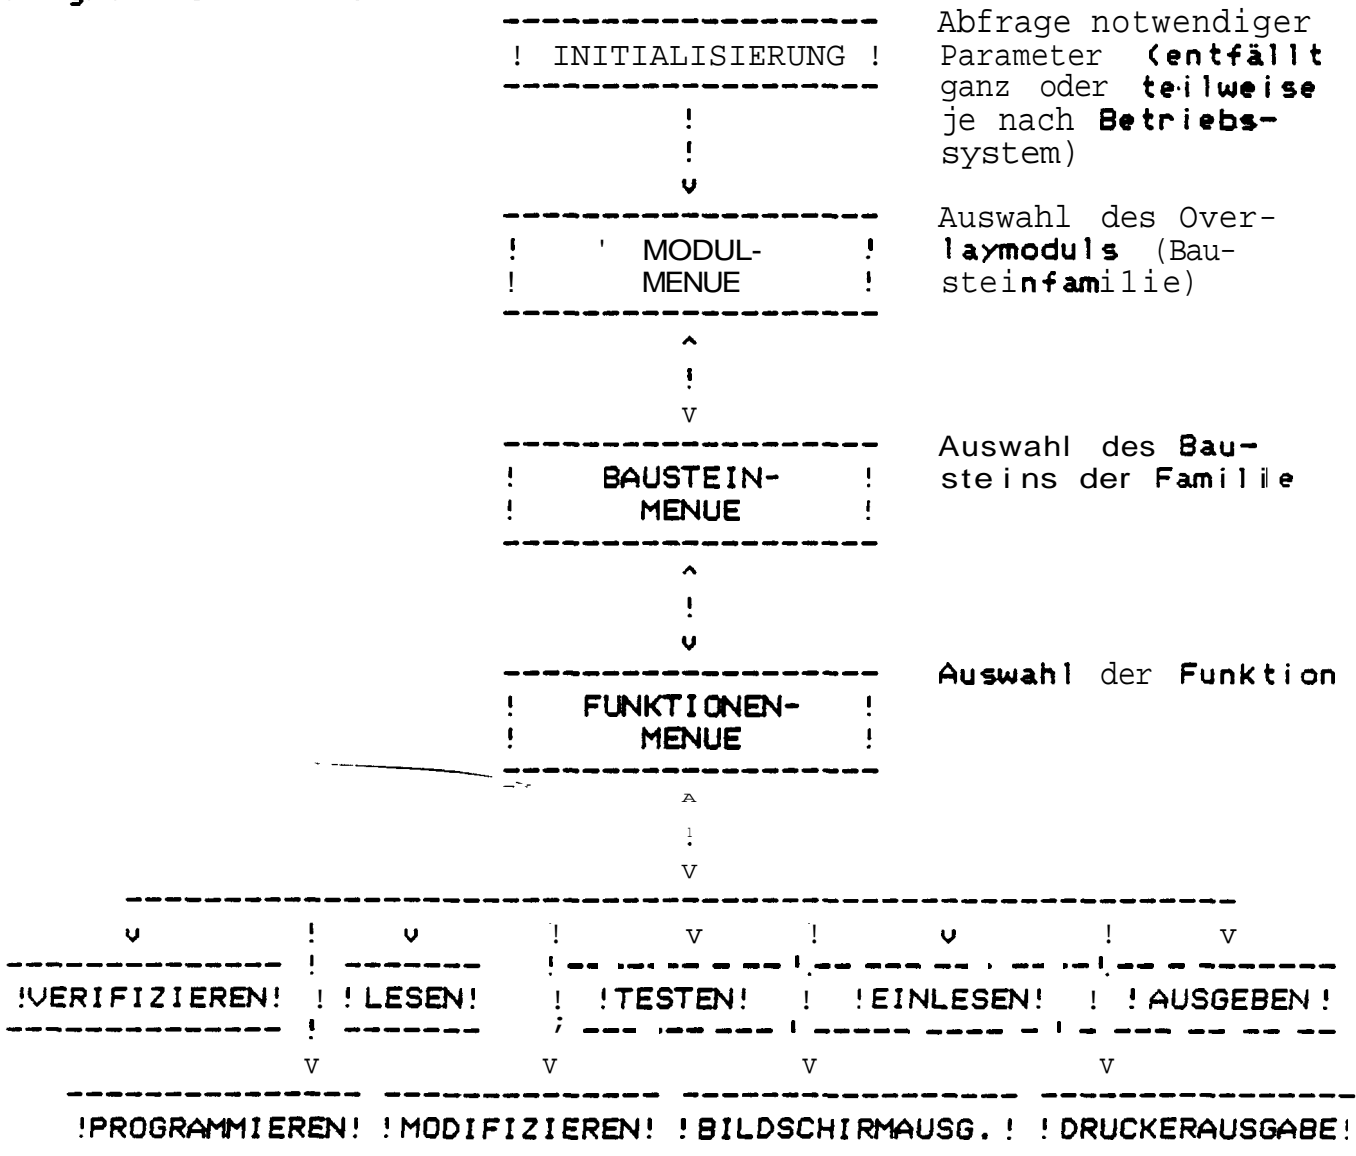 Abfrage notwendiger
! INITIALISIERUNG ! Parameter (entfällt
ganz oder teilweise
! je nach Betriebs-
! system)
v
Auswahl des Over-
! ' MODUL- ! laymoduls (Bau-
! MENUE ! steinfamilie)
^
!
V
Auswahl des Bau-
! BAUSTEIN- ! steins der Familie
! MENUE !
^
!
v
Auswahl der Funktion
! FUNKTIONEN- !
! MENUE !
A
!
V
v ! v ! V ! v ! V
!VERIFIZIEREN! ! ! LESEN! ! !TESTEN! ! !EINLESEN! ! ! AUSGEBEN !
V V V V
!PROGRAMMIEREN! !MODIFIZIEREN! !BILDSCHIRMAUSG. ! !DRUCKERAUSGABE!